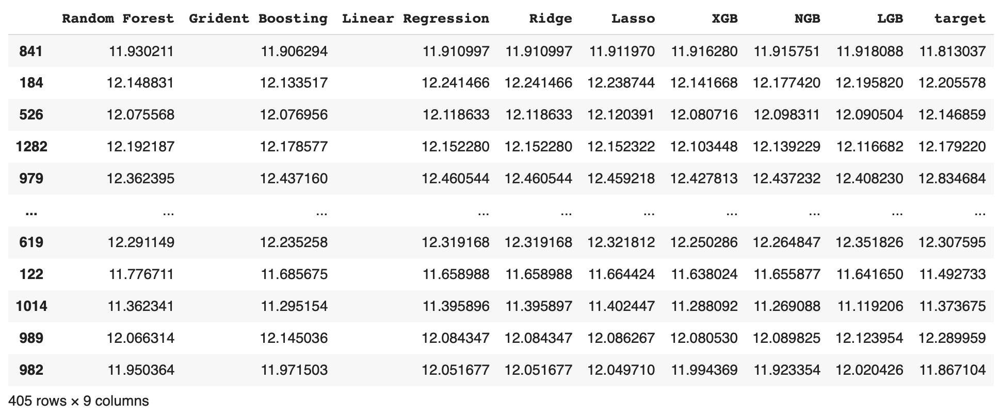 Random Forest Grident Boosting Linear Regression Ridge Lasso XGB NGB LGB target
841 11.930211 11.906294 11.910997 11.910997 11.911970 11.916280 11.915751 11.918088 11.813037
184 12.148831 12.133517 12.241466 12.241466 12.238744 12.141668 12.177420 12.195820 12.205578
526 12.075568 12.076956 12.118633 12.118633 12.120391 12.080716 12.098311 12.090504 12.146859
1282 12.192187 12.178577 12.152280 12.152280 12.152322 12.103448 12.139229 12.116682 12.179220
979 12.362395 12.437160 12.460544 12.460544 12.459218 12.427813 12.437232 12.408230 12.834684
... ... ... ... ... ... ... ... ... ...
619 12.291149 12.235258 12.319168 12.319168 12.321812 12.250286 12.264847 12.351826 12.307595
122 11.776711 11.685675 11.658988 11.658988 11.664424 11.638024 11.655877 11.641650 11.492733
1014 11.362341 11.295154 11.395896 11.395897 11.402447 11.288092 11.269088 11.119206 11.373675
989 12.066314 12.145036 12.084347 12.084347 12.086267 12.080530 12.089825 12.123954 12.289959
982 11.950364 11.971503 12.051677 12.051677 12.049710 11.994369 11.923354 12.020426 11.867104
405 rows × 9 columns